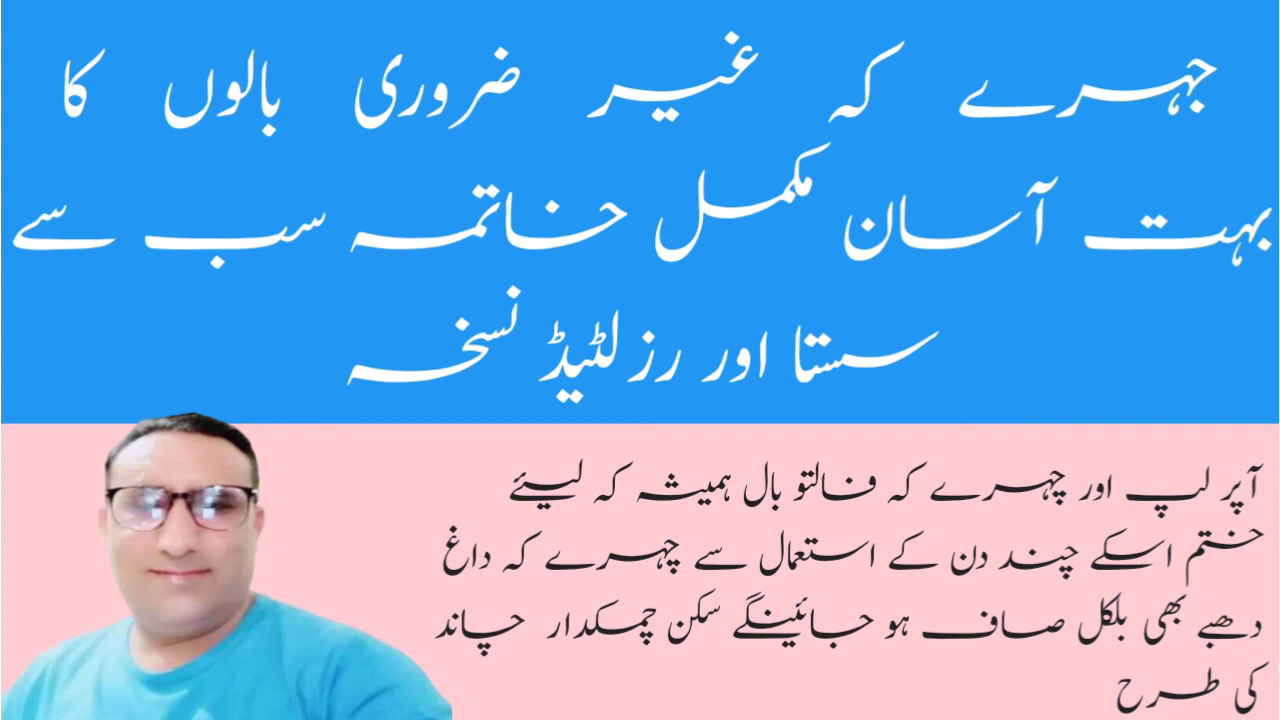 جہرے کہ غیر ضروری بالوں کا
بہت آسان مکمل خاتمہ سب سے
سستا اور رزلٹیڈ نسخہ
آپر لپ اور چہرے کہ فالتو بال ہمیشہ کہ لیئے
ختم اسکے چند دن کے استعمال سے چہرے کہ داغ
دھبے بھی بلکل صاف ہو جائینگے سکن چمکدار چاند
کی طرح